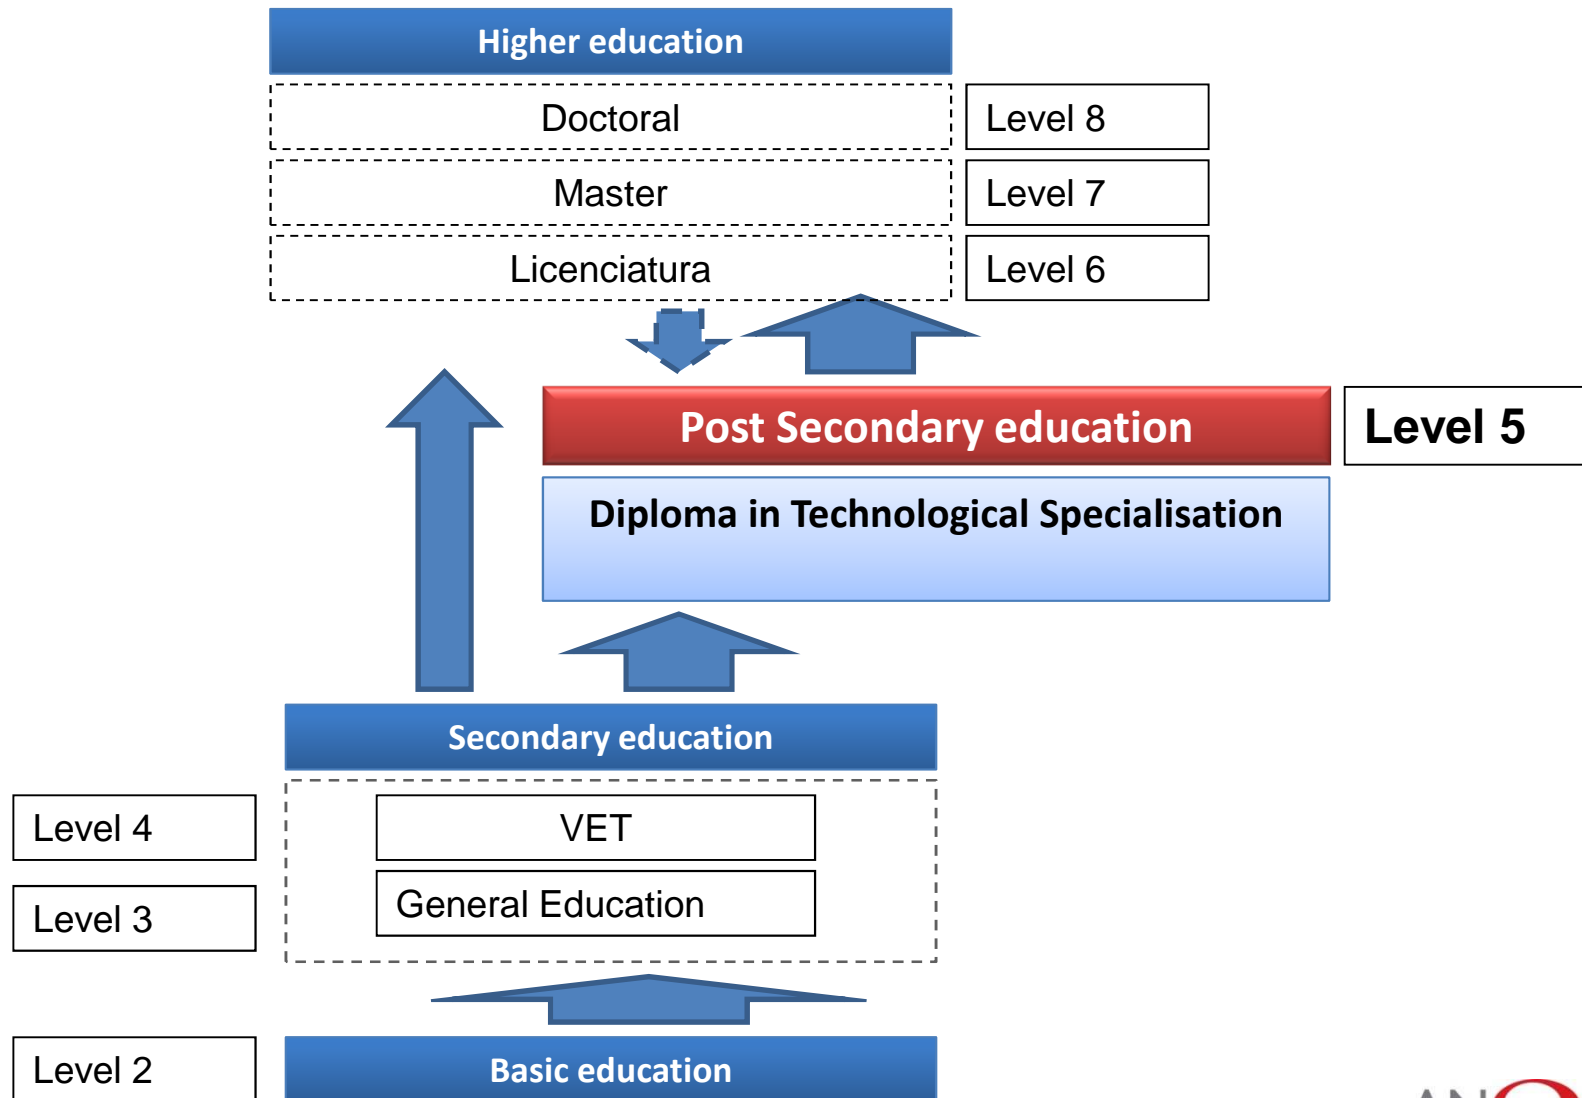 Higher education
Doctoral
Level 8
Master
Level 7
Licenciatura
Level 6
Post Secondary education
Level 5
Diploma in Technological Specialisation
Secondary education
Level 4
VET
Level 3
General Education
Level 2
Basic education
AN